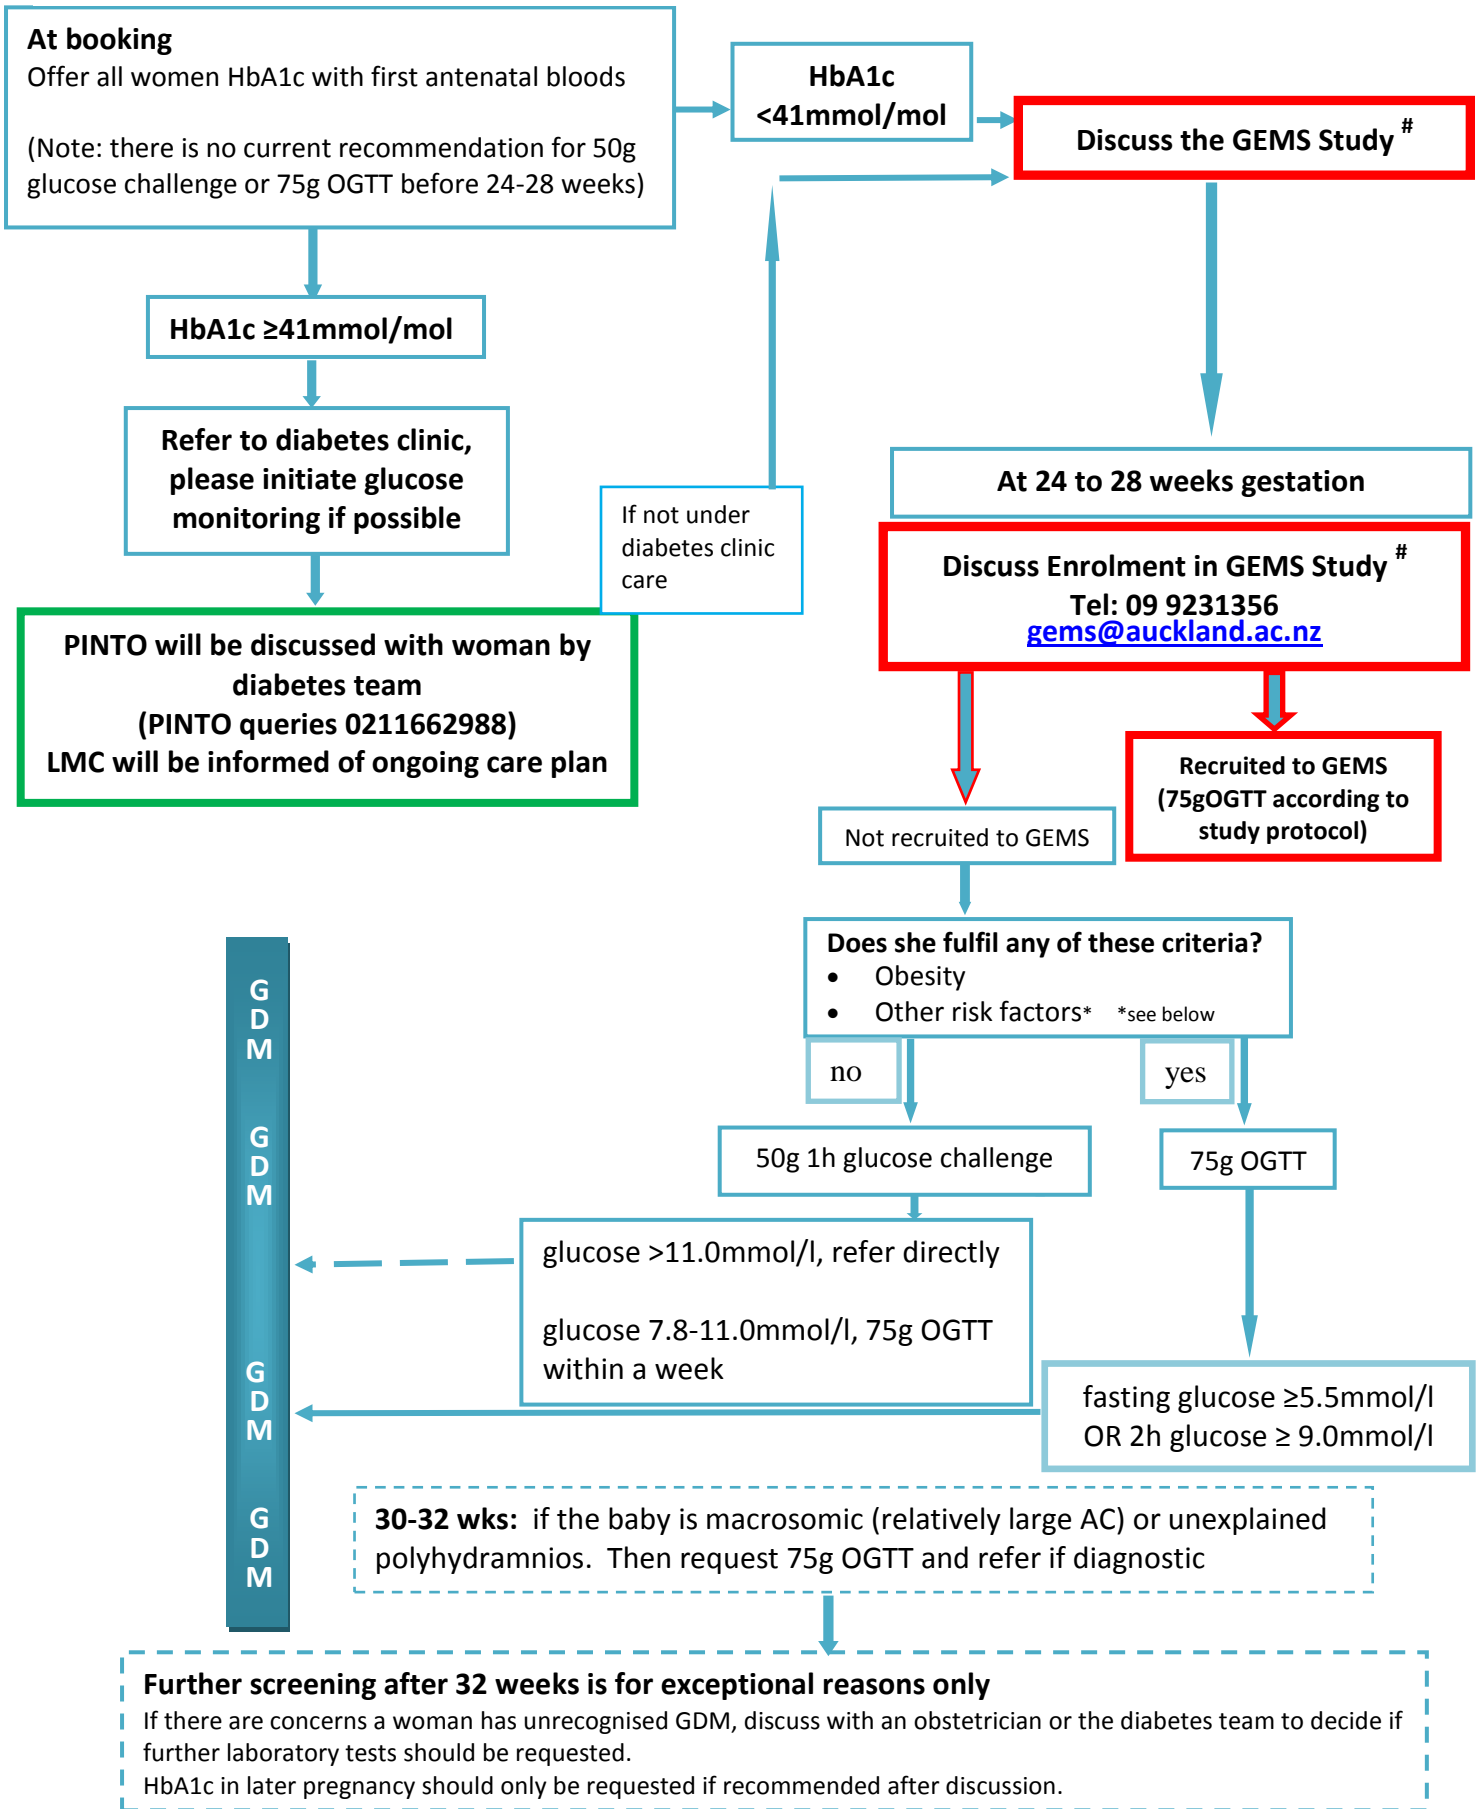 At booking
Offer all women HbA1c with first antenatal bloods
(Note: there is no current recommendation for 50g
glucose challenge or 75g OGTT before 24-28 weeks)
HbA1c
<41mmol/mol
Discuss the GEMS Study #
HbA1c ≥41mmol/mol
Refer to diabetes clinic,
please initiate glucose
monitoring if possible
If not under
diabetes clinic
care
PINTO will be discussed with woman by
diabetes team
(PINTO queries 0211662988)
LMC will be informed of ongoing care plan
At 24 to 28 weeks gestation
Discuss Enrolment in GEMS Study #
Tel: 09 9231356
gems@auckland.ac.nz
Recruited to GEMS
(75gOGTT according to
study protocol)
Not recruited to GEMS
Does she fulfil any of these criteria?
• Obesity
• Other risk factors* *see below
no
yes
50g 1h glucose challenge
75g OGTT
glucose >11.0mmol/l, refer directly
glucose 7.8-11.0mmol/l, 75g OGTT
within a week
fasting glucose ≥5.5mmol/l
OR 2h glucose ≥ 9.0mmol/l
G
D
M
G
D
M
G
D
M
G
D
M
30-32 wks: if the baby is macrosomic (relatively large AC) or unexplained
polyhydramnios. Then request 75g OGTT and refer if diagnostic
Further screening after 32 weeks is for exceptional reasons only
If there are concerns a woman has unrecognised GDM, discuss with an obstetrician or the diabetes team to decide if
further laboratory tests should be requested.
HbA1c in later pregnancy should only be requested if recommended after discussion.